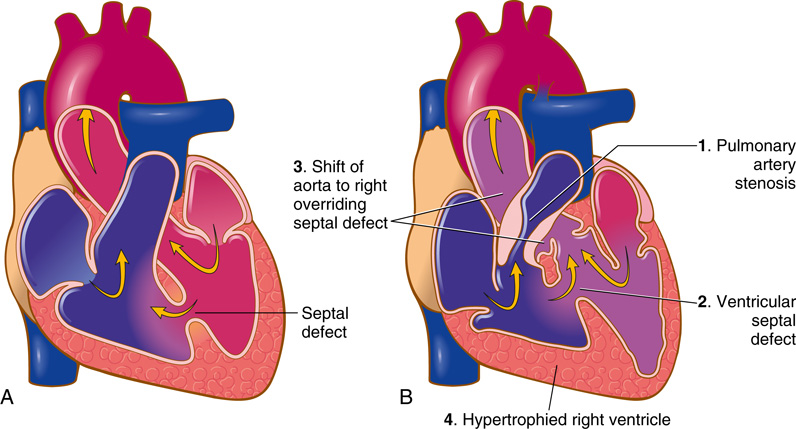 A
Septal
defect
3. Shift of
aorta to right
overriding
septal defect
B
1. Pulmonary
artery
stenosis
2. Ventricular
septal
defect
4. Hypertrophied right ventricle